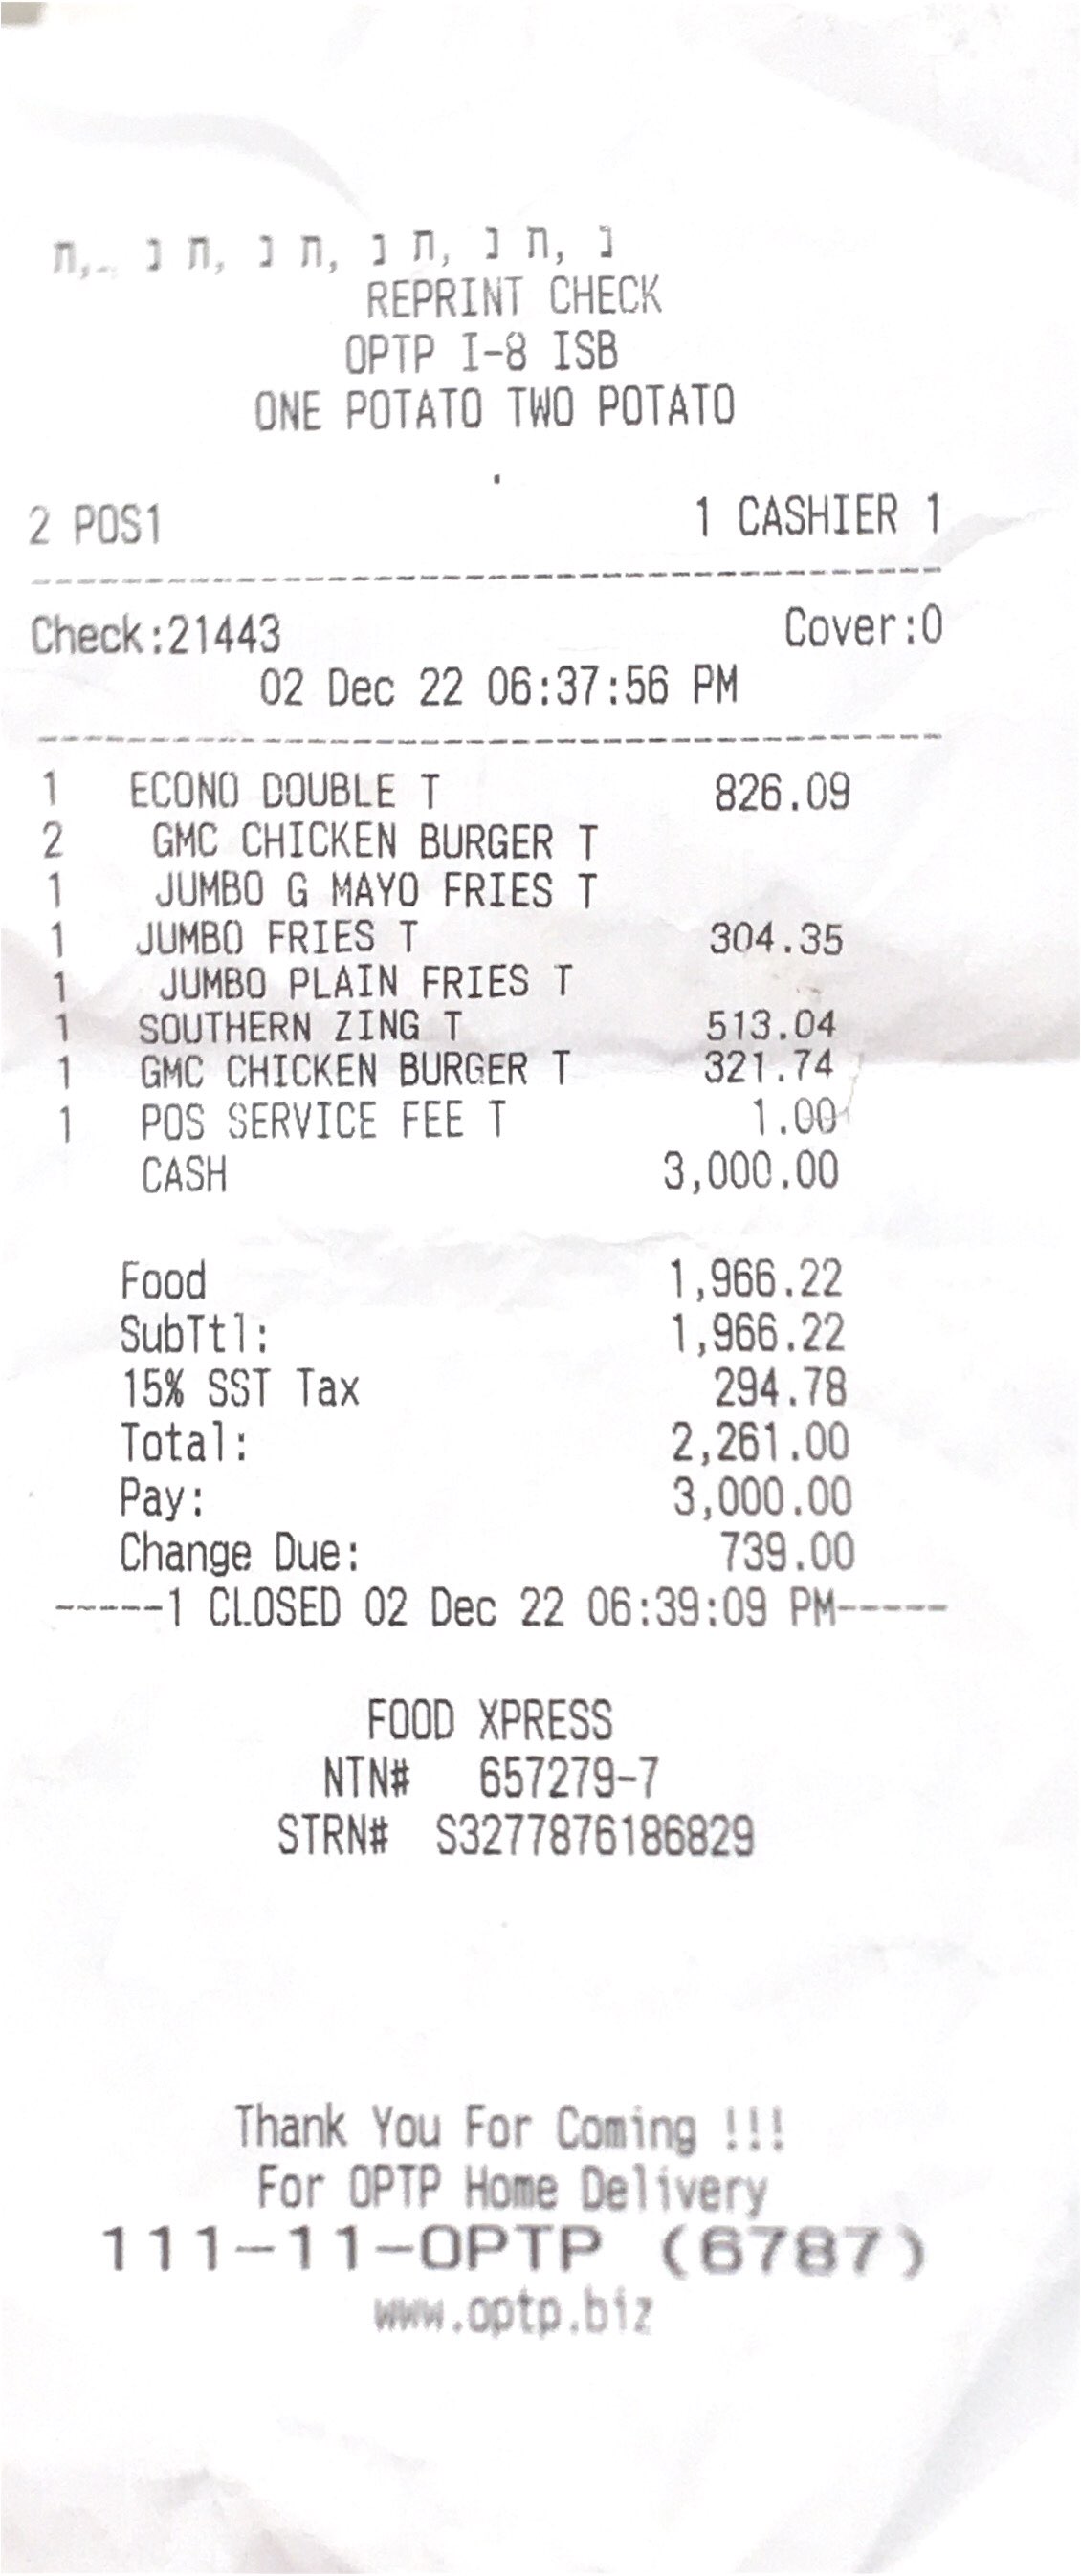 ת, נ ת, נ ת, נ ת, נ ת, נ
REPRINT CHECK
OPTP I-8 ISB
ONE POTATO TWO POTATO
.
2 POS1 1 CASHIER 1
----------------------------------------
Check:21443 Cover:0
02 Dec 22 06:37:56 PM
----------------------------------------
1 ECONO DOUBLE T 826.09
2 GMC CHICKEN BURGER T
1 JUMBO G MAYO FRIES T
1 JUMBO FRIES T 304.35
1 JUMBO PLAIN FRIES T
1 SOUTHERN ZING T 513.04
1 GMC CHICKEN BURGER T 321.74
1 POS SERVICE FEE T 1.00
CASH 3,000.00
Food 1,966.22
SubTtl: 1,966.22
15% SST Tax 294.78
Total: 2,261.00
Pay: 3,000.00
Change Due: 739.00
-----1 CLOSED 02 Dec 22 06:39:09 PM-----
FOOD XPRESS
NTN# 657279-7
STRN# S3277876186829
Thank You For Coming !!!
For OPTP Home Delivery
111-11-OPTP (6787)
www.optp.biz